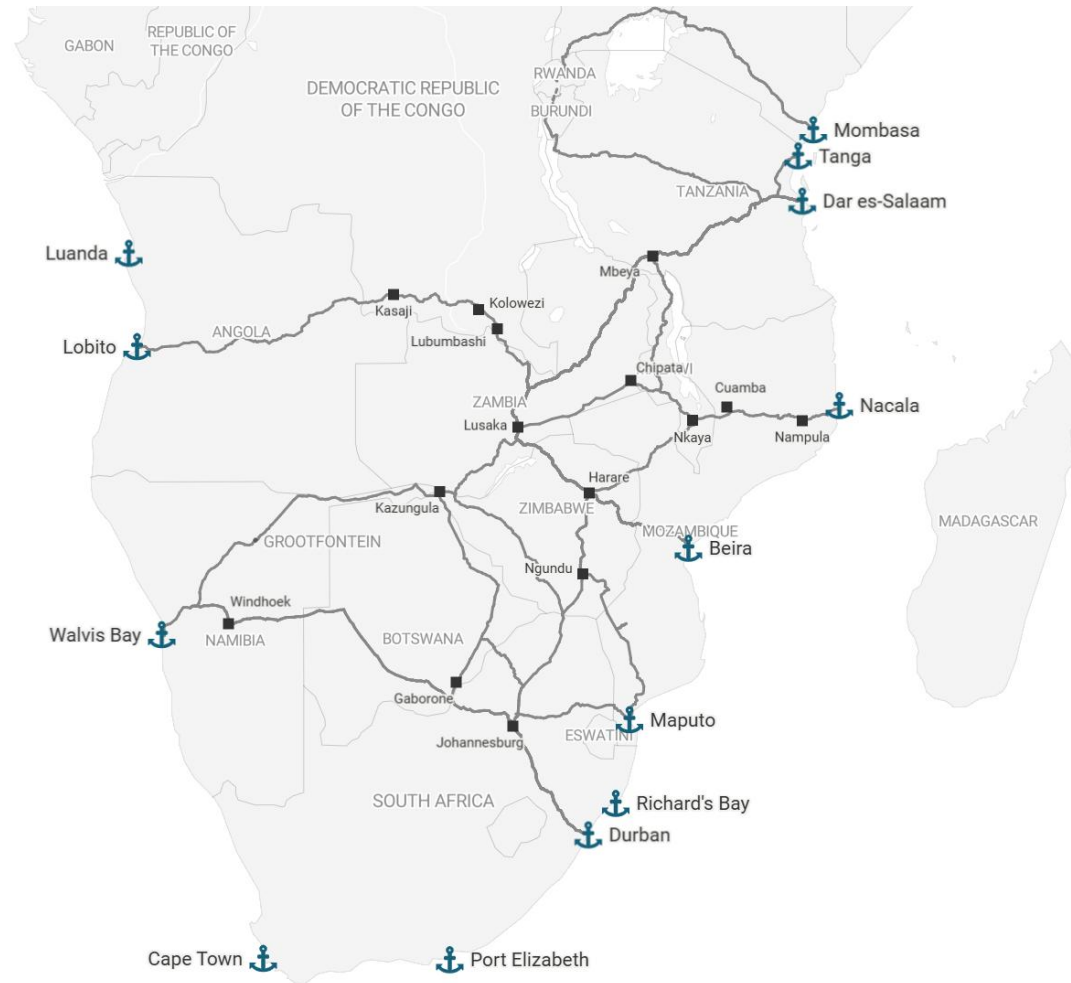 GABON
REPUBLIC OF
THE CONGO
DEMOCRATIC REPUBLIC
OF THE CONGO
RWANDA
BURUNDI
Mombasa
Tanga
TANZANIA
Dar es-Salaam
Luanda
Mbeya
Kasaji
Kolowezi
ANGOLA
Lubumbashi
Lobito
Chipata
VI
ZAMBIA
Cuamba
Nacala
Lusaka
Nkaya
Nampula
Harare
Kazungula
ZIMBABWE
MOZAMBIQUE
MADAGASCAR
GROOTFONTEIN
Beira
Ngundu
Windhoek
Walvis Bay
NAMIBIA
BOTSWANA
Gaborone
Maputo
ESWATINI
Johannesburg
SOUTH AFRICA
Richard's Bay
Durban
Cape Town
Port Elizabeth